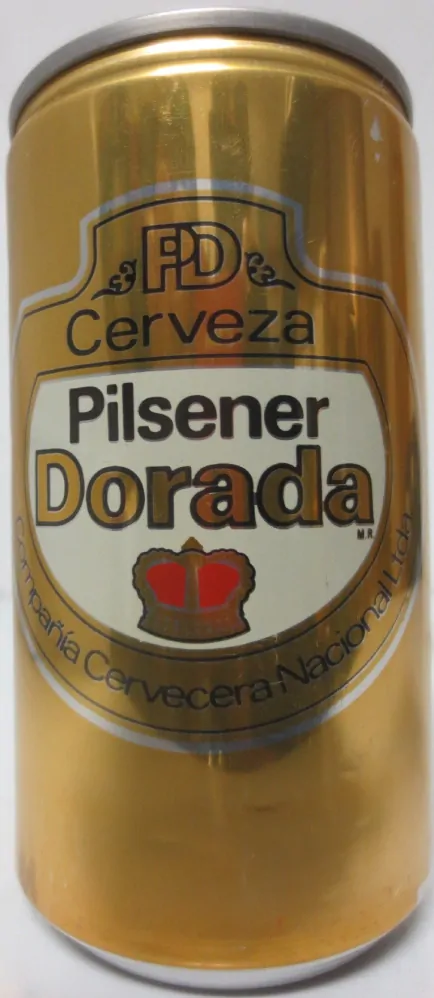 PD
Cerveza
Pilsener
Dorada
M.R.
Compañía Cervecera Nacional Ltda